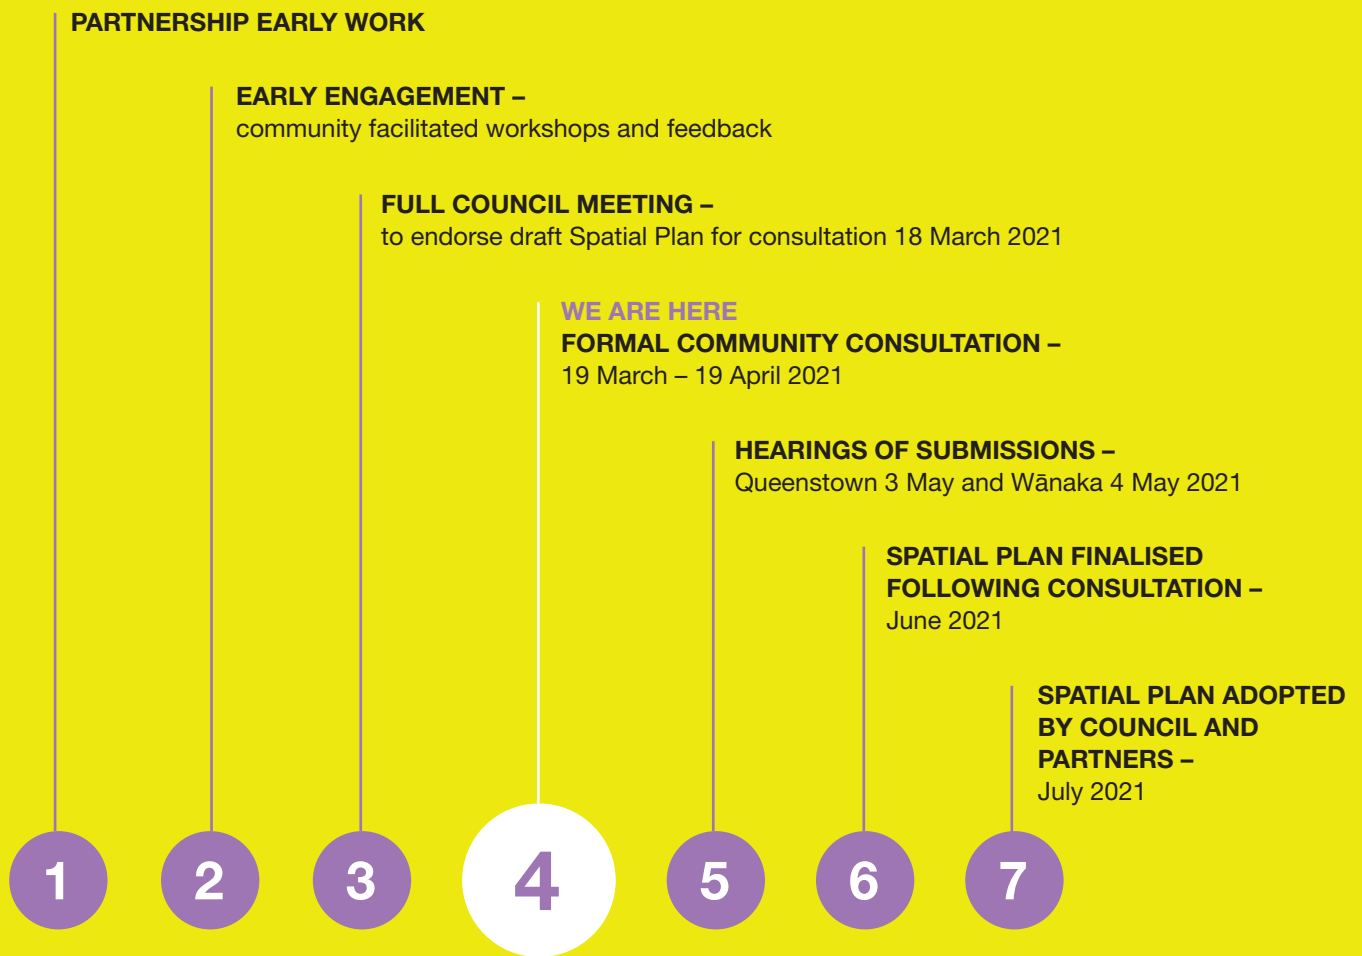 PARTNERSHIP EARLY WORK
EARLY ENGAGEMENT –
community facilitated workshops and feedback
FULL COUNCIL MEETING –
to endorse draft Spatial Plan for consultation 18 March 2021
WE ARE HERE
FORMAL COMMUNITY CONSULTATION –
19 March – 19 April 2021
HEARINGS OF SUBMISSIONS –
Queenstown 3 May and Wānaka 4 May 2021
SPATIAL PLAN FINALISED
FOLLOWING CONSULTATION –
June 2021
SPATIAL PLAN ADOPTED
BY COUNCIL AND
PARTNERS –
July 2021
1 2 3 4 5 6 7